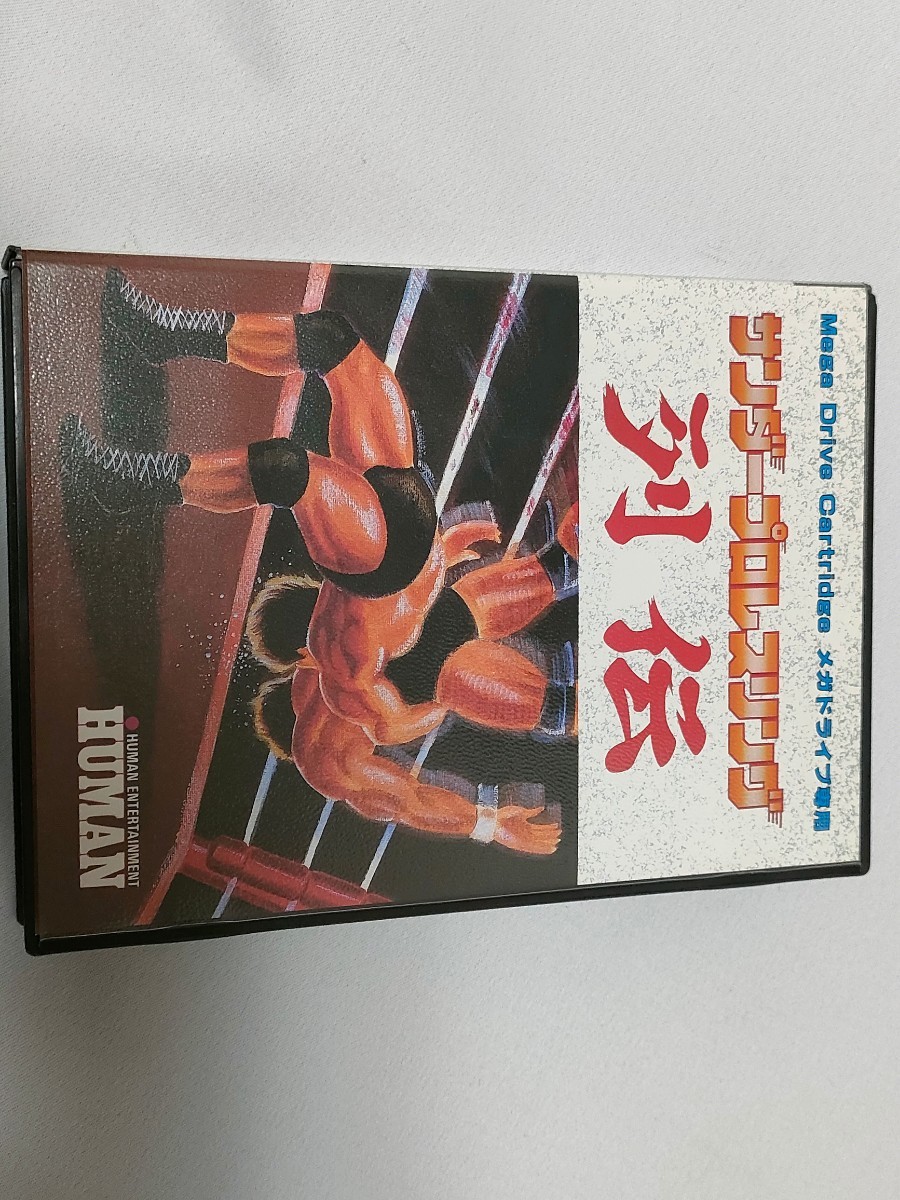 Mega Drive Cartridge メガドライブ専用
サンダープロレスリング
列伝
HUMAN ENTERTAINMENT
HUMAN